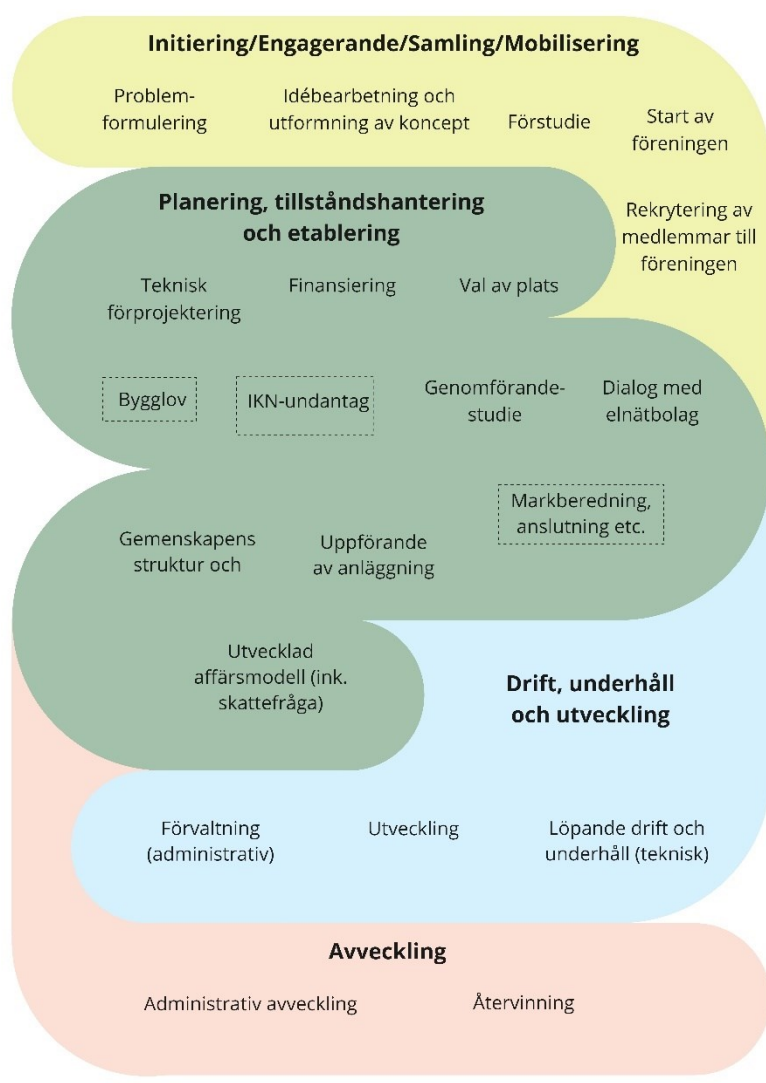 Initiering/Engagerande/Samling/Mobilisering
Problem-
formulering
Idébearbetning och
utformning av koncept
Förstudie
Start av
föreningen
Rekrytering av
medlemmar till
föreningen
Planering, tillståndshantering
och etablering
Teknisk
förprojektering
Finansiering
Val av plats
Bygglov
IKN-undantag
Genomförande-
studie
Dialog med
elnätbolag
Markberedning,
anslutning etc.
Gemenskapens
struktur och
Uppförande
av anläggning
Utvecklad
affärsmodell (ink.
skattefråga)
Drift, underhåll
och utveckling
Förvaltning
(administrativ)
Utveckling
Löpande drift och
underhåll (teknisk)
Avveckling
Administrativ avveckling
Återvinning